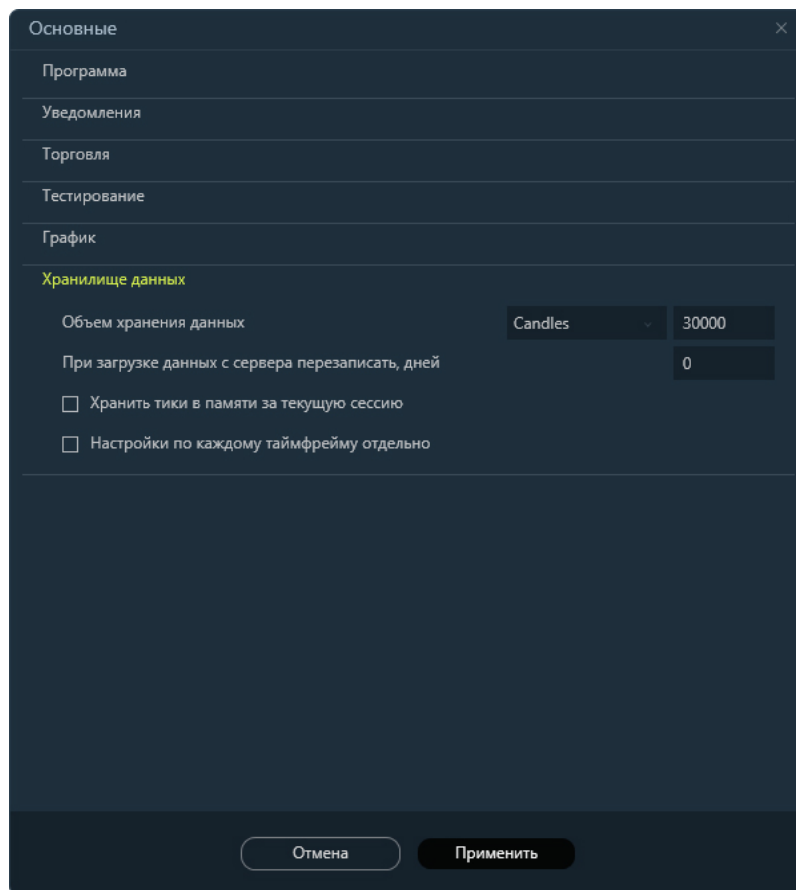 Основные
Программа
Уведомления
Торговля
Тестирование
График
Хранилище данных
Объем хранения данных Candles 30000
При загрузке данных с сервера перезаписать, дней 0
Хранить тики в памяти за текущую сессию
Настройки по каждому таймфрейму отдельно
Отмена Применить